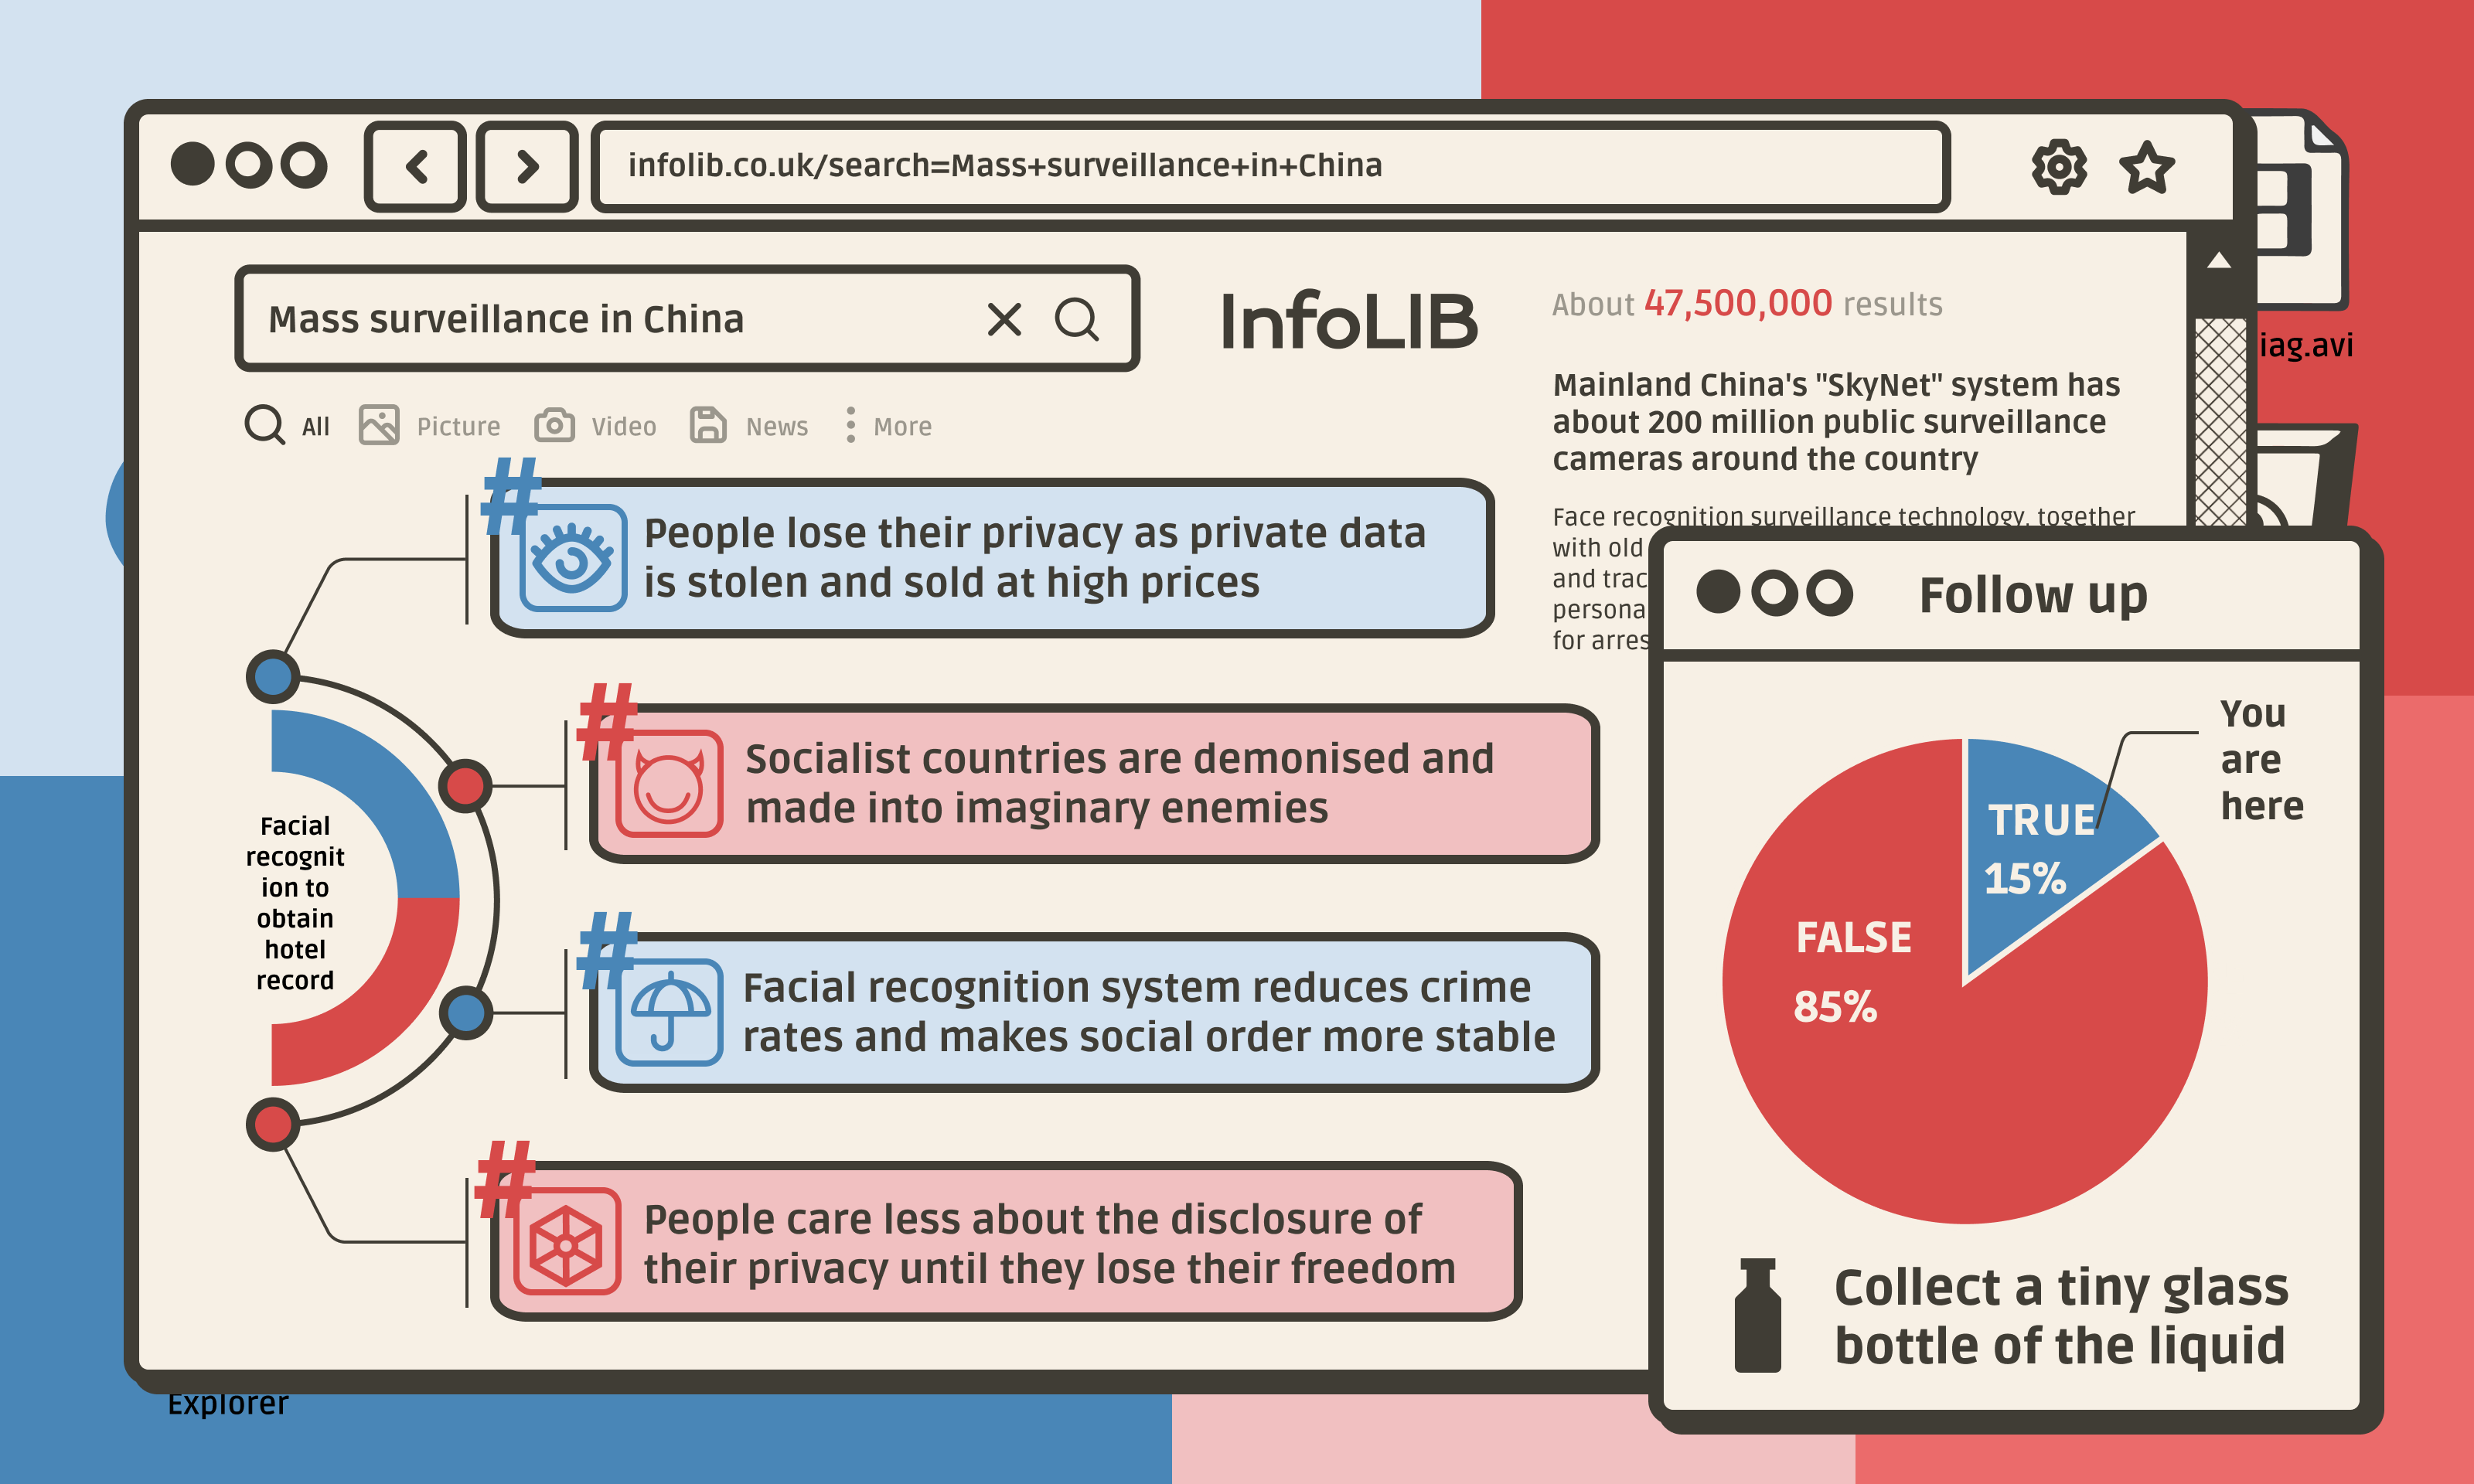 infolib.co.uk/search=Mass+surveillance+in+China
Mass surveillance in China
InfoLIB
About 47,500,000 results
All Picture Video News More
Mainland China's "SkyNet" system has
about 200 million public surveillance
cameras around the country
Face recognition surveillance technology, together
with old
and trac
persona
for arres
iag.avi
# People lose their privacy as private data
is stolen and sold at high prices
# Socialist countries are demonised and
made into imaginary enemies
Facial
recognit
ion to
obtain
hotel
record
# Facial recognition system reduces crime
rates and makes social order more stable
# People care less about the disclosure of
their privacy until they lose their freedom
Follow up
You
are
here
TRUE
15%
FALSE
85%
Collect a tiny glass
bottle of the liquid
Explorer